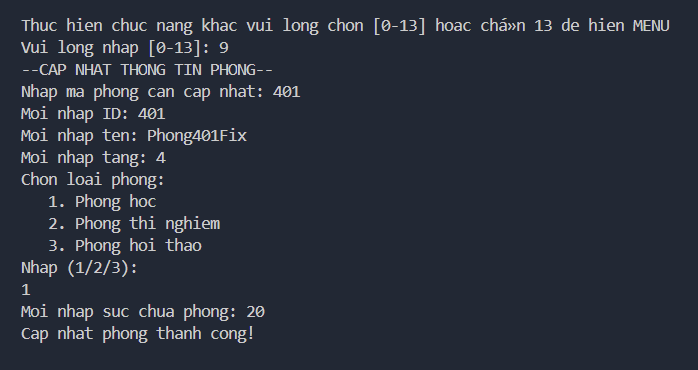 Thuc hien chuc nang khac vui long chon [0-13] hoac chá»n 13 de hien MENU
Vui long nhap [0-13]: 9
--CAP NHAT THONG TIN PHONG--
Nhap ma phong can cap nhat: 401
Moi nhap ID: 401
Moi nhap ten: Phong401Fix
Moi nhap tang: 4
Chon loai phong:
1. Phong hoc
2. Phong thi nghiem
3. Phong hoi thao
Nhap (1/2/3):
1
Moi nhap suc chua phong: 20
Cap nhat phong thanh cong!